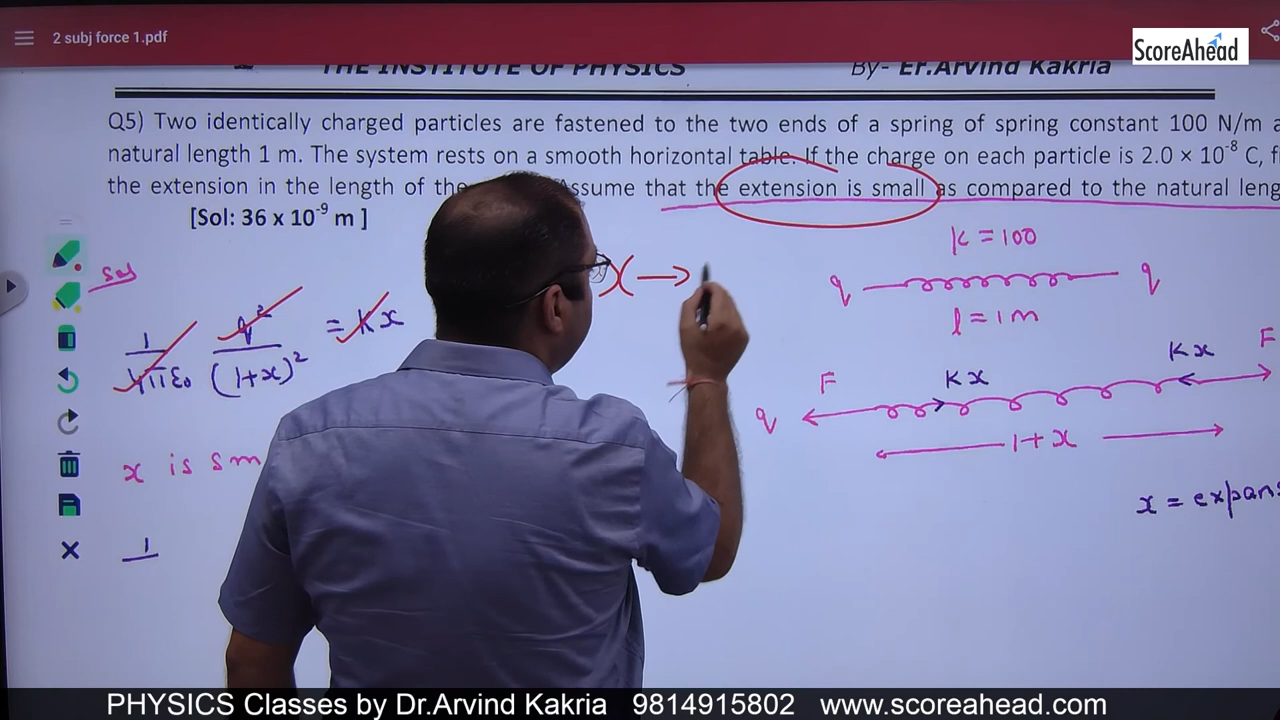 2 subj force 1.pdf
ScoreAhead
THE INSTITUTE OF PHYSICS By- Er.Arvind Kakria
Q5) Two identically charged particles are fastened to the two ends of a spring of spring constant 100 N/m
natural length 1 m. The system rests on a smooth horizontal table. If the charge on each particle is 2.0 × 10⁻⁸ C,
the extension in the length of the Assume that the extension is small as compared to the natural
[Sol: 36 x 10⁻⁹ m ]
Sol
k = 100
q q
l = 1m
1/4πε₀ q²/(1+x)² = Kx
F Kx Kx F
q
1+x
x is sm
x = expans
1
PHYSICS Classes by Dr.Arvind Kakria 9814915802 www.scoreahead.com